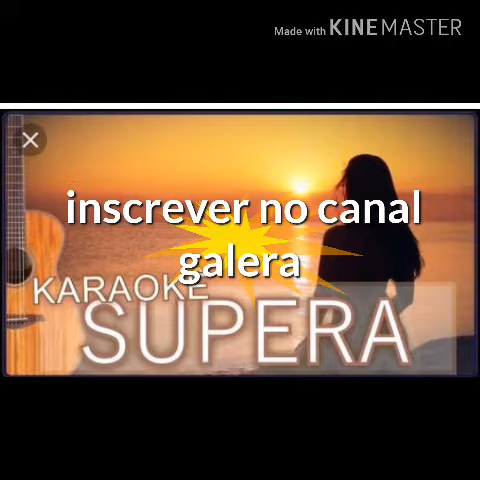 Made with KINEMASTER
inscrever no canal
galera
KARAOKE
SUPERA